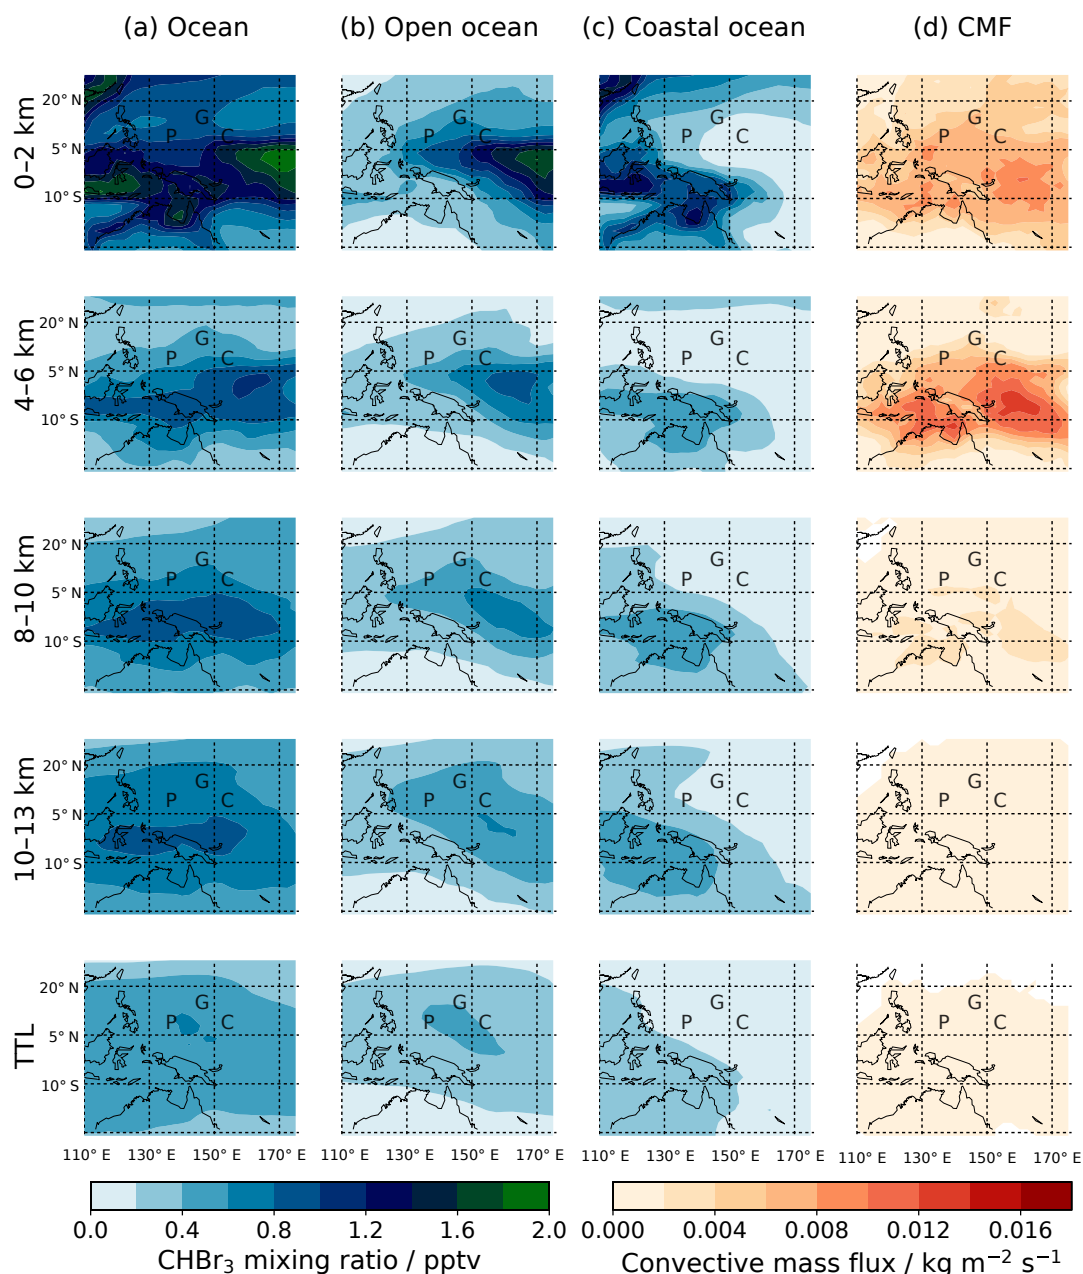 (a) Ocean (b) Open ocean (c) Coastal ocean (d) CMF
0–2 km
20° N
5° N
10° S
G G G G
P C P C P C P C
4–6 km
20° N
5° N
10° S
G G G G
P C P C P C P C
8–10 km
20° N
5° N
10° S
G G G G
P C P C P C P C
10–13 km
20° N
5° N
10° S
G G G G
P C P C P C P C
TTL
20° N
5° N
10° S
G G G G
P C P C P C P C
110° E 130° E 150° E 170° E 110° E 130° E 150° E 170° E 110° E 130° E 150° E 170° E 110° E 130° E 150° E 170° E
0.0 0.4 0.8 1.2 1.6 2.0 0.000 0.004 0.008 0.012 0.016
CHBr₃ mixing ratio / pptv Convective mass flux / kg m⁻² s⁻¹